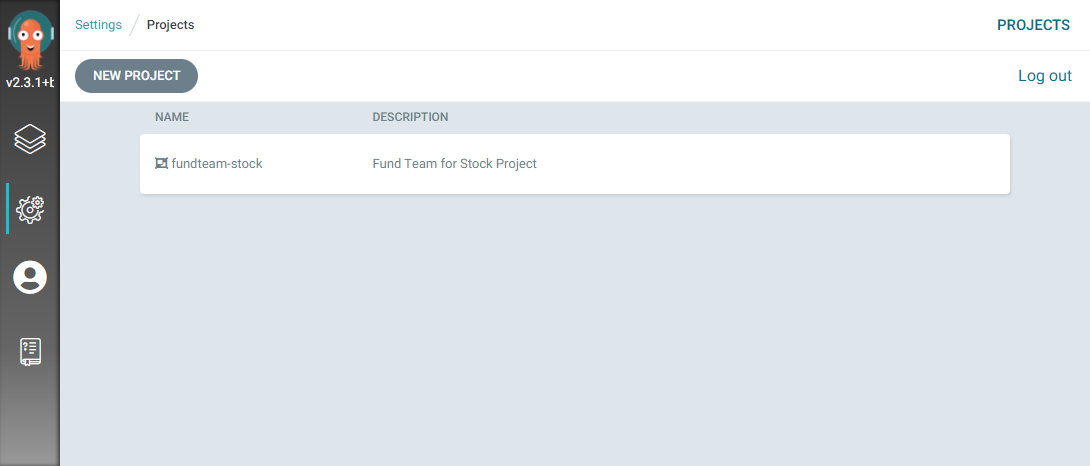 Settings / Projects
PROJECTS
v2.3.1+b
NEW PROJECT
Log out
NAME
DESCRIPTION
fundteam-stock
Fund Team for Stock Project